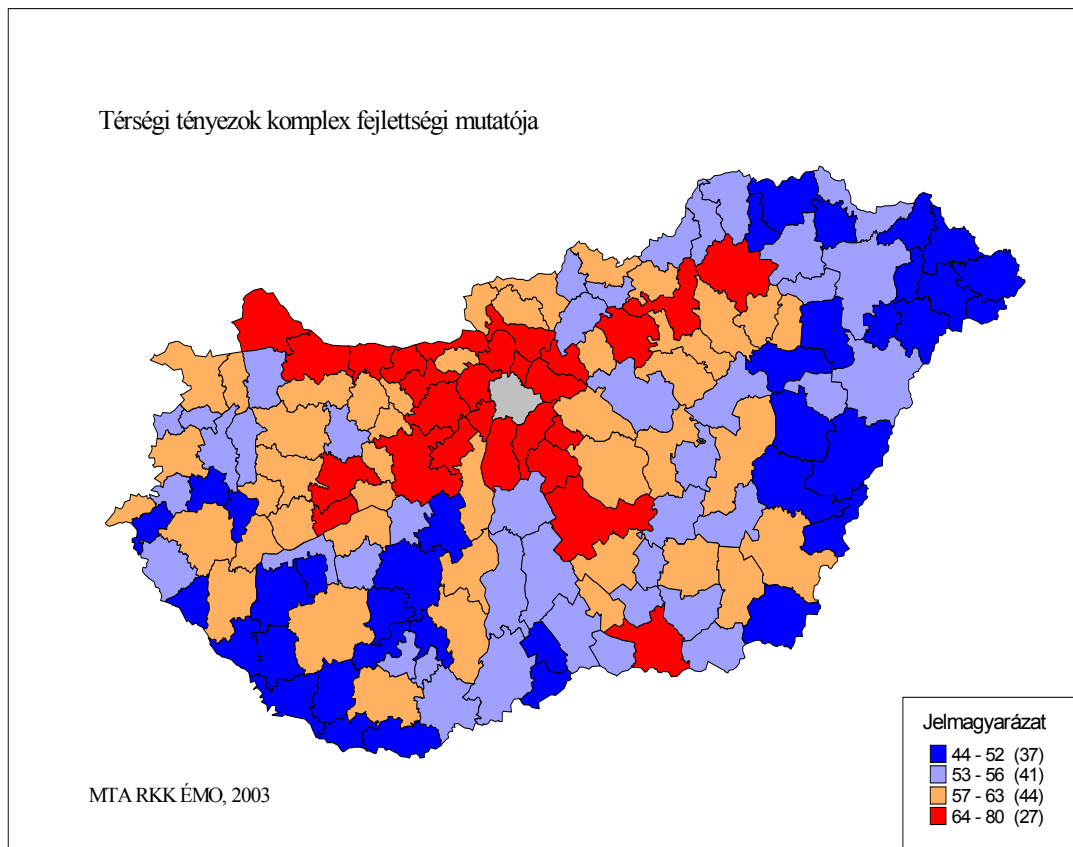 Térségi tényezok komplex fejlettségi mutatója
MTA RKK ÉMO, 2003
Jelmagyarázat
44 - 52 (37)
53 - 56 (41)
57 - 63 (44)
64 - 80 (27)